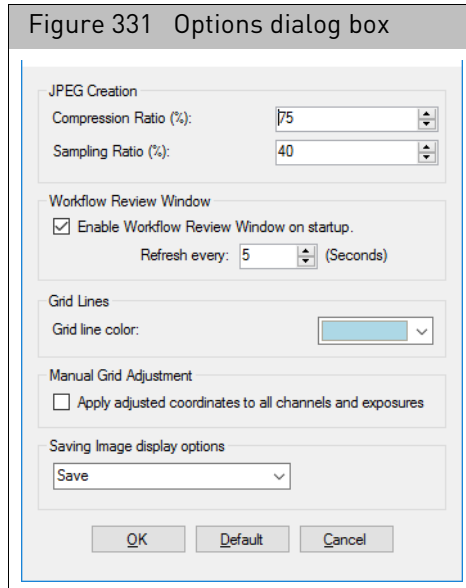 Figure 331 Options dialog box
JPEG Creation
Compression Ratio (%): 75
Sampling Ratio (%): 40
Workflow Review Window
Enable Workflow Review Window on startup.
Refresh every: 5 (Seconds)
Grid Lines
Grid line color:
Manual Grid Adjustment
Apply adjusted coordinates to all channels and exposures
Saving Image display options
Save
OK Default Cancel